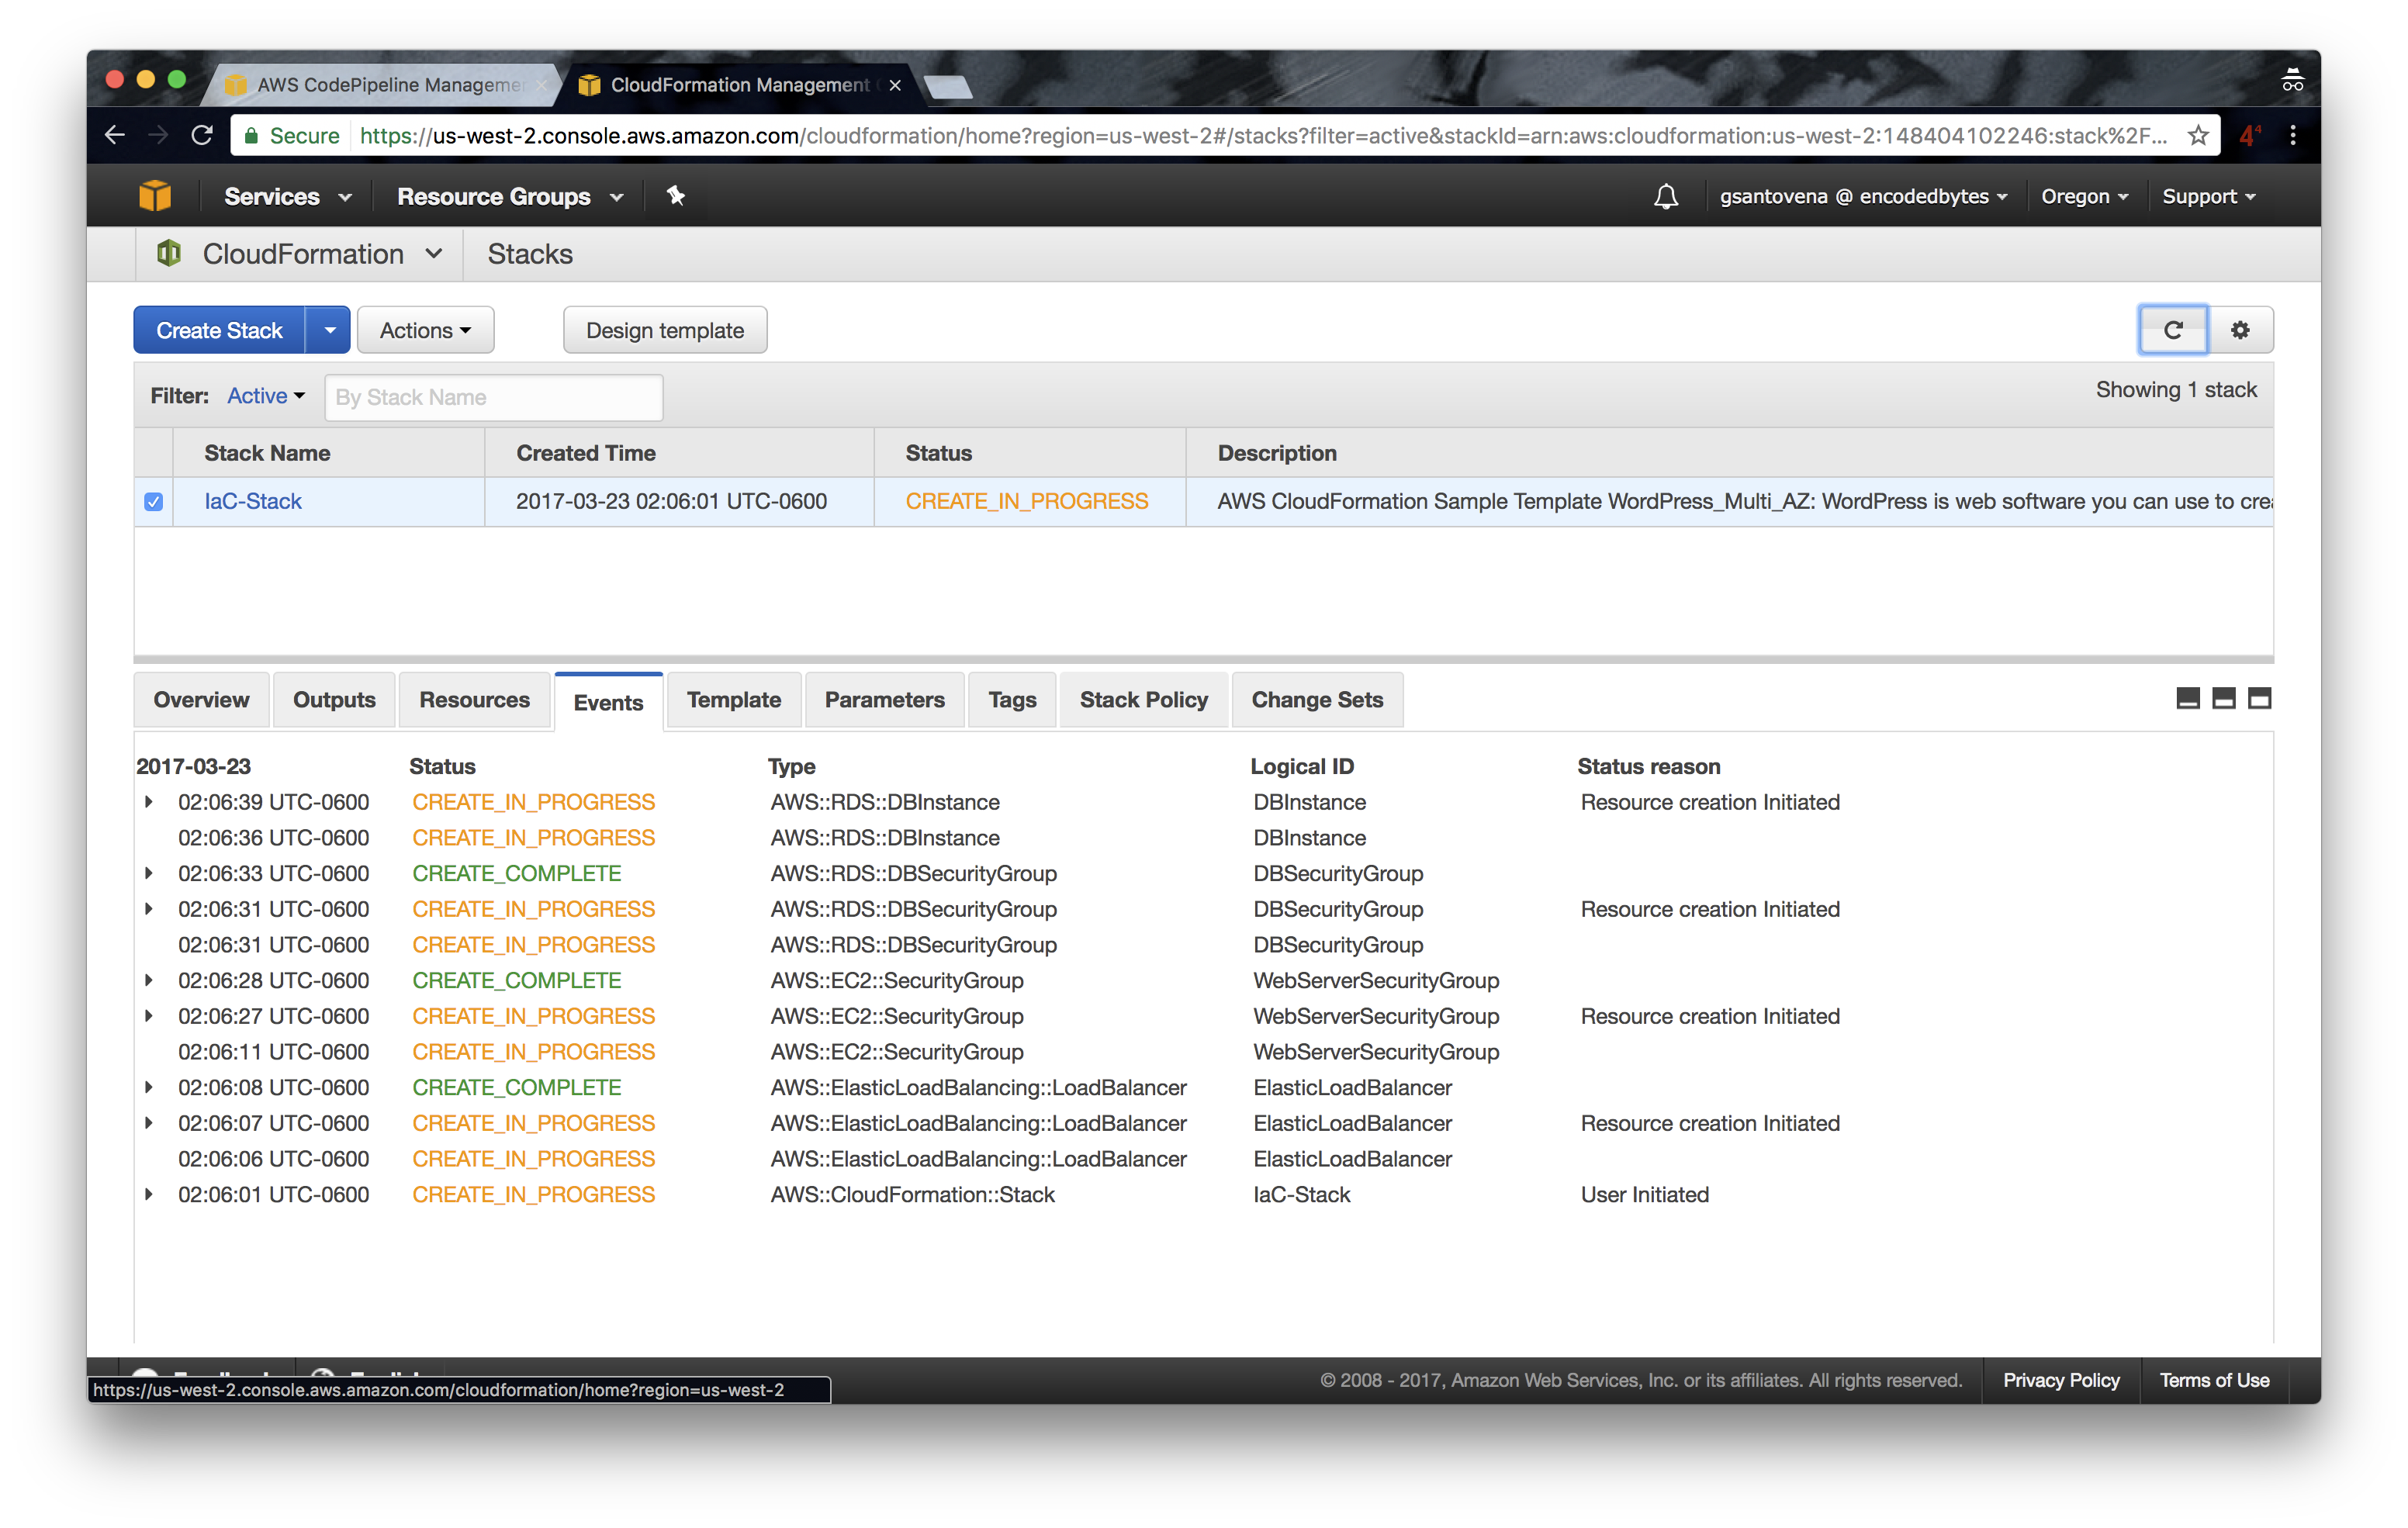 AWS CodePipeline Manageme
CloudFormation Management
Secure https://us-west-2.console.aws.amazon.com/cloudformation/home?region=us-west-2#/stacks?filter=active&stackId=arn:aws:cloudformation:us-west-2:148404102246:stack%2F...
Services Resource Groups gsantovena @ encodedbytes Oregon Support
CloudFormation Stacks
Create Stack Actions Design template
Filter: Active By Stack Name Showing 1 stack
Stack Name Created Time Status Description
IaC-Stack 2017-03-23 02:06:01 UTC-0600 CREATE_IN_PROGRESS AWS CloudFormation Sample Template WordPress_Multi_AZ: WordPress is web software you can use to crea
Overview Outputs Resources Events Template Parameters Tags Stack Policy Change Sets
2017-03-23 Status Type Logical ID Status reason
02:06:39 UTC-0600 CREATE_IN_PROGRESS AWS::RDS::DBInstance DBInstance Resource creation Initiated
02:06:36 UTC-0600 CREATE_IN_PROGRESS AWS::RDS::DBInstance DBInstance
02:06:33 UTC-0600 CREATE_COMPLETE AWS::RDS::DBSecurityGroup DBSecurityGroup
02:06:31 UTC-0600 CREATE_IN_PROGRESS AWS::RDS::DBSecurityGroup DBSecurityGroup Resource creation Initiated
02:06:31 UTC-0600 CREATE_IN_PROGRESS AWS::RDS::DBSecurityGroup DBSecurityGroup
02:06:28 UTC-0600 CREATE_COMPLETE AWS::EC2::SecurityGroup WebServerSecurityGroup
02:06:27 UTC-0600 CREATE_IN_PROGRESS AWS::EC2::SecurityGroup WebServerSecurityGroup Resource creation Initiated
02:06:11 UTC-0600 CREATE_IN_PROGRESS AWS::EC2::SecurityGroup WebServerSecurityGroup
02:06:08 UTC-0600 CREATE_COMPLETE AWS::ElasticLoadBalancing::LoadBalancer ElasticLoadBalancer
02:06:07 UTC-0600 CREATE_IN_PROGRESS AWS::ElasticLoadBalancing::LoadBalancer ElasticLoadBalancer Resource creation Initiated
02:06:06 UTC-0600 CREATE_IN_PROGRESS AWS::ElasticLoadBalancing::LoadBalancer ElasticLoadBalancer
02:06:01 UTC-0600 CREATE_IN_PROGRESS AWS::CloudFormation::Stack IaC-Stack User Initiated
© 2008 - 2017, Amazon Web Services, Inc. or its affiliates. All rights reserved. Privacy Policy Terms of Use
https://us-west-2.console.aws.amazon.com/cloudformation/home?region=us-west-2